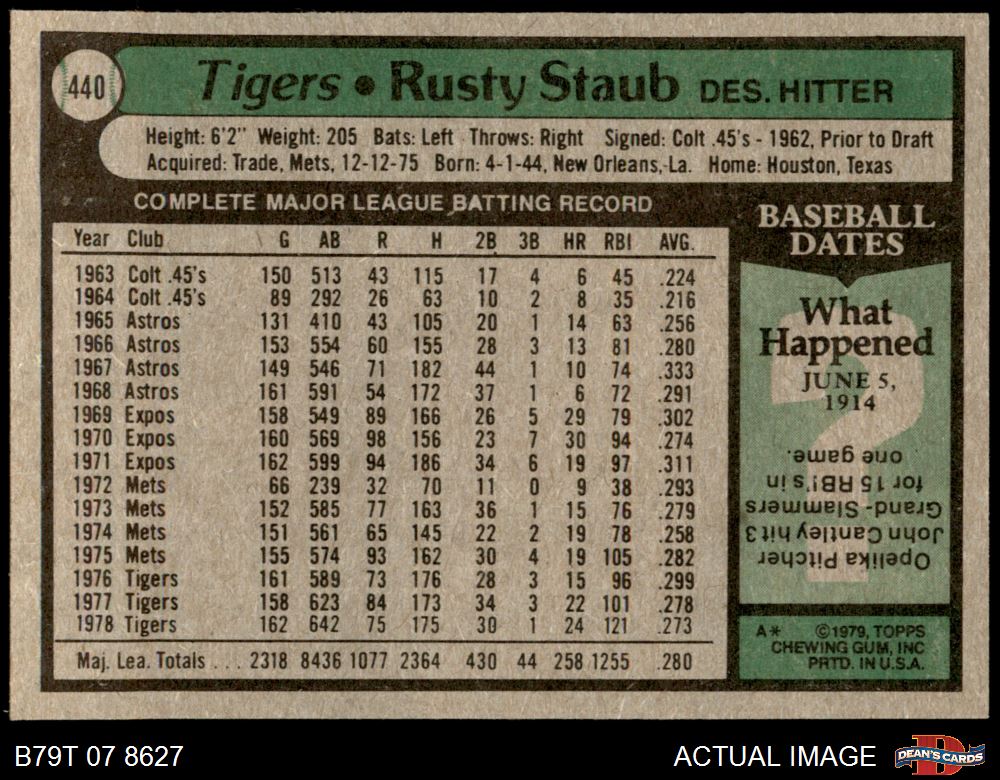 440
Tigers • Rusty Staub DES. HITTER
Height: 6'2" Weight: 205 Bats: Left Throws: Right Signed: Colt .45's - 1962, Prior to Draft
Acquired: Trade, Mets, 12-12-75 Born: 4-1-44, New Orleans, La. Home: Houston, Texas
COMPLETE MAJOR LEAGUE BATTING RECORD
Year Club G AB R H 2B 3B HR RBI AVG.
1963 Colt .45's 150 513 43 115 17 4 6 45 .224
1964 Colt .45's 89 292 26 63 10 2 8 35 .216
1965 Astros 131 410 43 105 20 1 14 63 .256
1966 Astros 153 554 60 155 28 3 13 81 .280
1967 Astros 149 546 71 182 44 1 10 74 .333
1968 Astros 161 591 54 172 37 1 6 72 .291
1969 Expos 158 549 89 166 26 5 29 79 .302
1970 Expos 160 569 98 156 23 7 30 94 .274
1971 Expos 162 599 94 186 34 6 19 97 .311
1972 Mets 66 239 32 70 11 0 9 38 .293
1973 Mets 152 585 77 163 36 1 15 76 .279
1974 Mets 151 561 65 145 22 2 19 78 .258
1975 Mets 155 574 93 162 30 4 19 105 .282
1976 Tigers 161 589 73 176 28 3 15 96 .299
1977 Tigers 158 623 84 173 34 3 22 101 .278
1978 Tigers 162 642 75 175 30 1 24 121 .273
Maj. Lea. Totals . . . 2318 8436 1077 2364 430 44 258 1255 .280
BASEBALL
DATES
What
Happened
JUNE 5,
1914
?
Opelika Pitcher
John Cantley hit 3
Grand-Slammers
for 15 RBI's in
one game.
A* ©1979, TOPPS
CHEWING GUM, INC
PRTD. IN U.S.A.
B79T 07 8627
ACTUAL IMAGE
D
DEAN'S CARDS